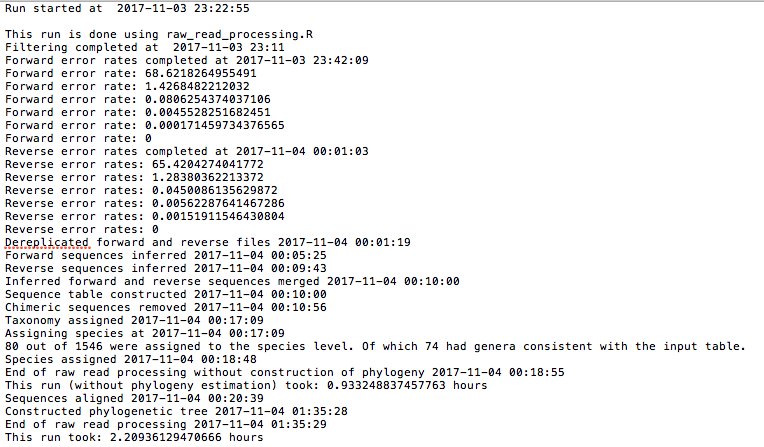 Run started at  2017-11-03 23:22:55
This run is done using raw_read_processing.R
Filtering completed at  2017-11-03 23:11
Forward error rates completed at 2017-11-03 23:42:09
Forward error rate: 68.6218264955491
Forward error rate: 1.4268482212032
Forward error rate: 0.0806254374037106
Forward error rate: 0.0045528251682451
Forward error rate: 0.000171459734376565
Forward error rate: 0
Reverse error rates completed at 2017-11-04 00:01:03
Reverse error rates: 65.4204274041772
Reverse error rates: 1.28380362213372
Reverse error rates: 0.0450086135629872
Reverse error rates: 0.00562287641467286
Reverse error rates: 0.00151911546430804
Reverse error rates: 0
Dereplicated forward and reverse files 2017-11-04 00:01:19
Forward sequences inferred 2017-11-04 00:05:25
Reverse sequences inferred 2017-11-04 00:09:43
Inferred forward and reverse sequences merged 2017-11-04 00:10:00
Sequence table constructed 2017-11-04 00:10:00
Chimeric sequences removed 2017-11-04 00:10:56
Taxonomy assigned 2017-11-04 00:17:09
Assigning species at 2017-11-04 00:17:09
80 out of 1546 were assigned to the species level. Of which 74 had genera consistent with the input table.
Species assigned 2017-11-04 00:18:48
End of raw read processing without construction of phylogeny 2017-11-04 00:18:55
This run (without phylogeny estimation) took: 0.933248837457763 hours
Sequences aligned 2017-11-04 00:20:39
Constructed phylogenetic tree 2017-11-04 01:35:28
End of raw read processing 2017-11-04 01:35:29
This run took: 2.20936129470666 hours